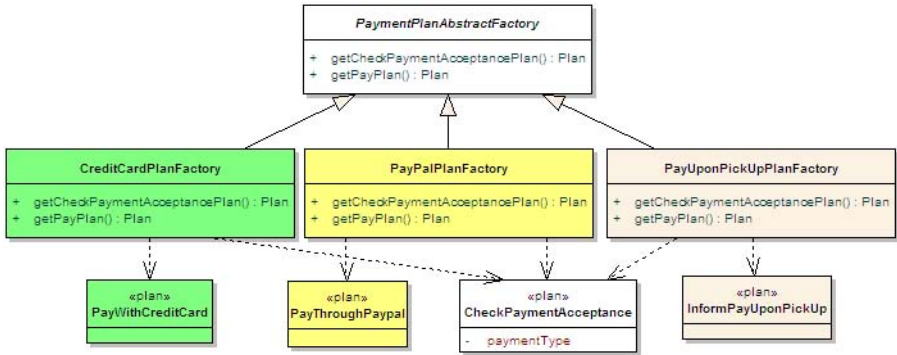 PaymentPlanAbstractFactory
+ getCheckPaymentAcceptancePlan() : Plan
+ getPayPlan() : Plan
CreditCardPlanFactory
+ getCheckPaymentAcceptancePlan() : Plan
+ getPayPlan() : Plan
PayPalPlanFactory
+ getCheckPaymentAcceptancePlan() : Plan
+ getPayPlan() : Plan
PayUponPickUpPlanFactory
+ getCheckPaymentAcceptancePlan() : Plan
+ getPayPlan() : Plan
«plan»
PayWithCreditCard
«plan»
PayThroughPaypal
«plan»
CheckPaymentAcceptance
- paymentType
«plan»
InformPayUponPickUp